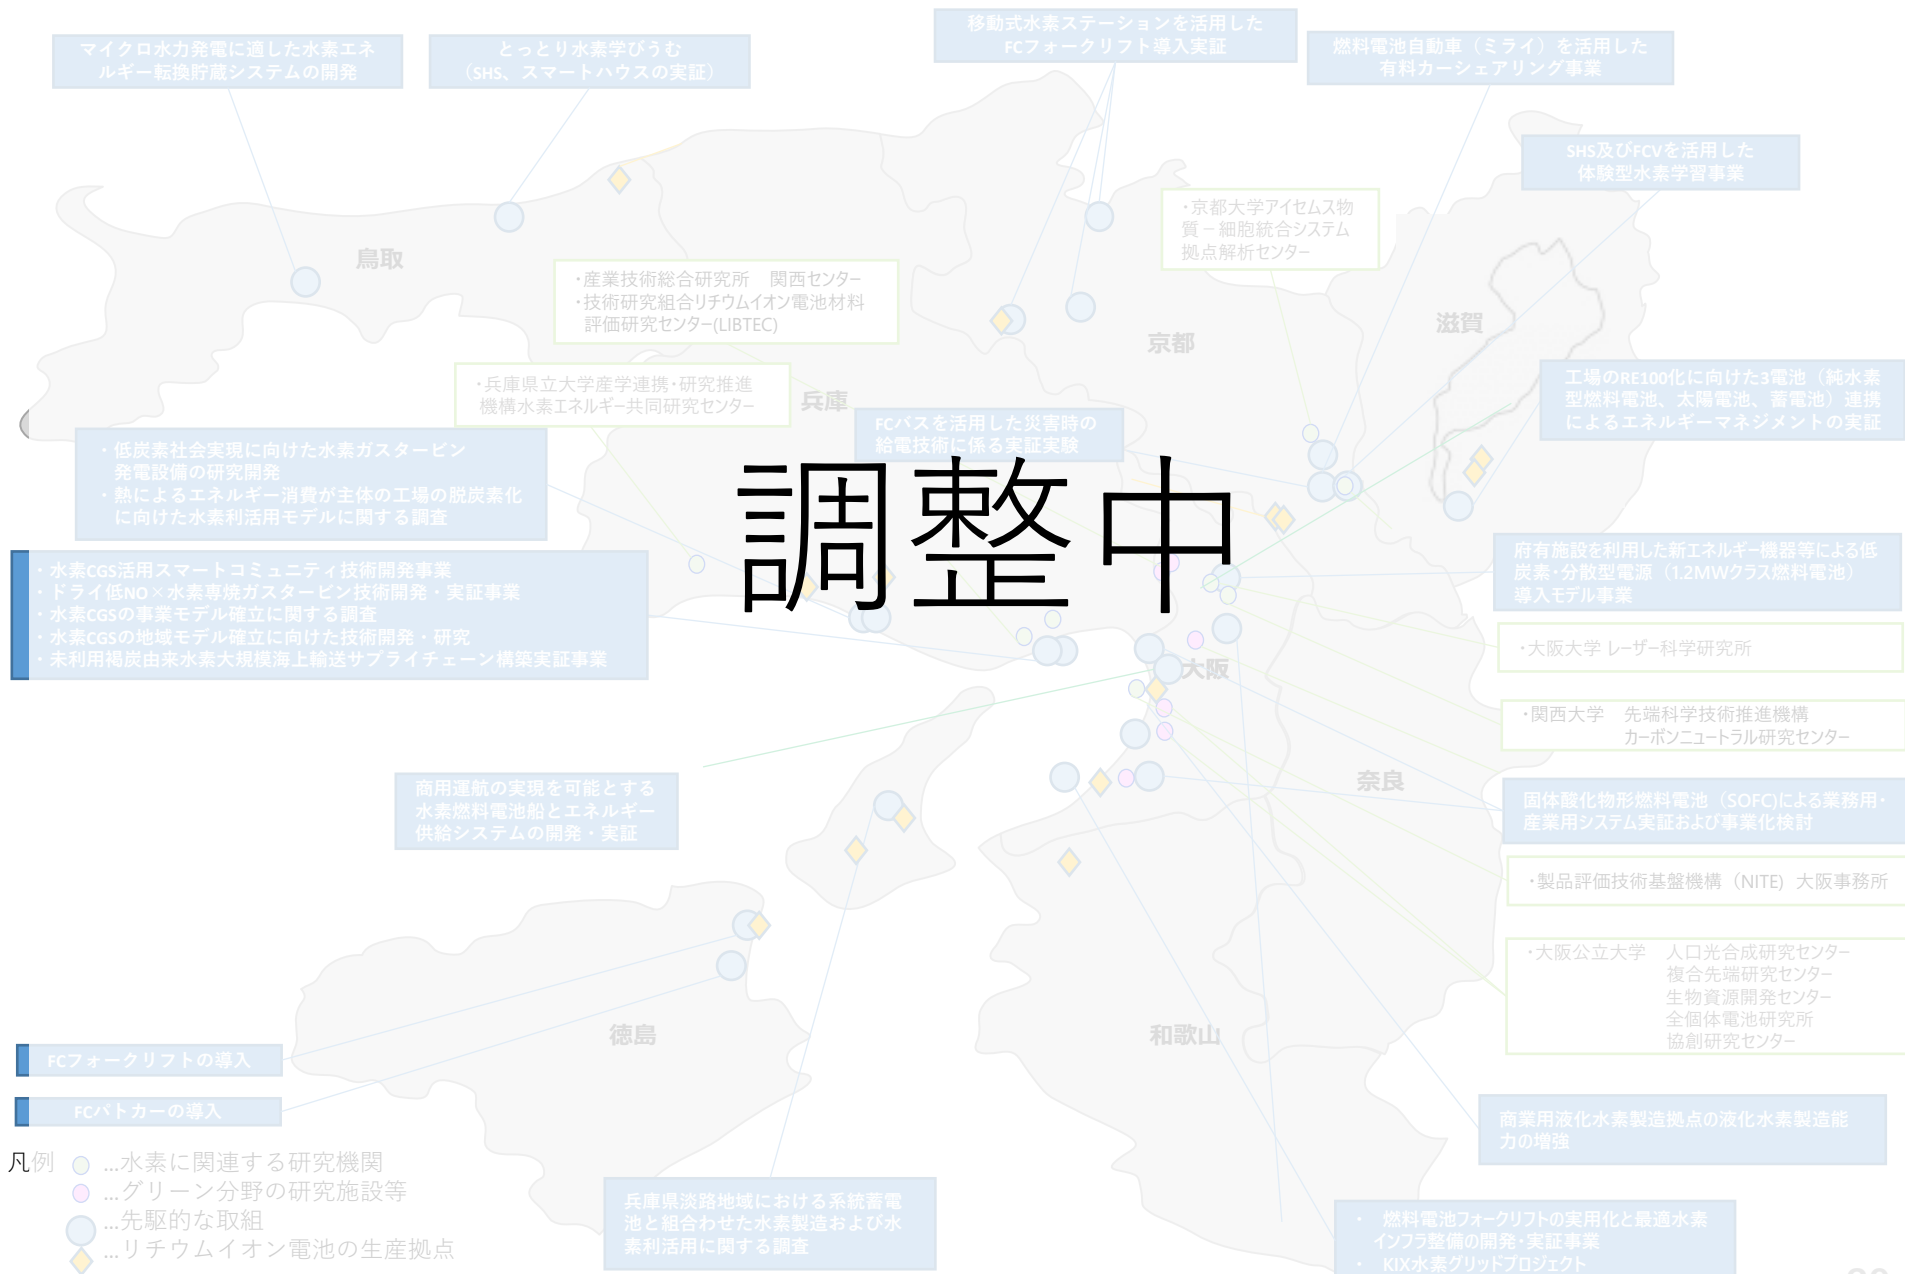 移動式水素ステーションを活用した
FCフォークリフト導入実証
マイクロ水力発電に適した水素エネ
ルギー転換貯蔵システムの開発
とっとり水素学びうむ
（SHS、スマートハウスの実証）
燃料電池自動車（ミライ）を活用した
有料カーシェアリング事業
SHS及びFCVを活用した
体験型水素学習事業
・京都大学アイセムス物
質－細胞統合システム
拠点解析センター
鳥取
・産業技術総合研究所　関西センター
・技術研究組合リチウムイオン電池材料
評価研究センター(LIBTEC)
京都
滋賀
・兵庫県立大学産学連携・研究推進
機構水素エネルギー共同研究センター
兵庫
工場のRE100化に向けた3電池（純水素
型燃料電池、太陽電池、蓄電池）連携
によるエネルギーマネジメントの実証
FCバスを活用した災害時の
給電技術に係る実証実験
・低炭素社会実現に向けた水素ガスタービン
発電設備の研究開発
・熱によるエネルギー消費が主体の工場の脱炭素化
に向けた水素利活用モデルに関する調査
調整中
・水素CGS活用スマートコミュニティ技術開発事業
・ドライ低NO×水素専焼ガスタービン技術開発・実証事業
・水素CGSの事業モデル確立に関する調査
・水素CGSの地域モデル確立に向けた技術開発・研究
・未利用褐炭由来水素大規模海上輸送サプライチェーン構築実証事業
府有施設を利用した新エネルギー機器等による低
炭素・分散型電源（1.2MWクラス燃料電池）
導入モデル事業
・大阪大学 レーザー科学研究所
大阪
・関西大学　先端科学技術推進機構
カーボンニュートラル研究センター
奈良
商用運航の実現を可能とする
水素燃料電池船とエネルギー
供給システムの開発・実証
固体酸化物形燃料電池（SOFC)による業務用・
産業用システム実証および事業化検討
・製品評価技術基盤機構（NITE) 大阪事務所
・大阪公立大学　人口光合成研究センター
複合先端研究センター
生物資源開発センター
全個体電池研究所
協創研究センター
徳島
和歌山
FCフォークリフトの導入
FCパトカーの導入
商業用液化水素製造拠点の液化水素製造能
力の増強
凡例
…水素に関連する研究機関
…グリーン分野の研究施設等
…先駆的な取組
…リチウムイオン電池の生産拠点
兵庫県淡路地域における系統蓄電
池と組合わせた水素製造および水
素利活用に関する調査
・　燃料電池フォークリフトの実用化と最適水素
インフラ整備の開発・実証事業
・　KIX水素グリッドプロジェクト